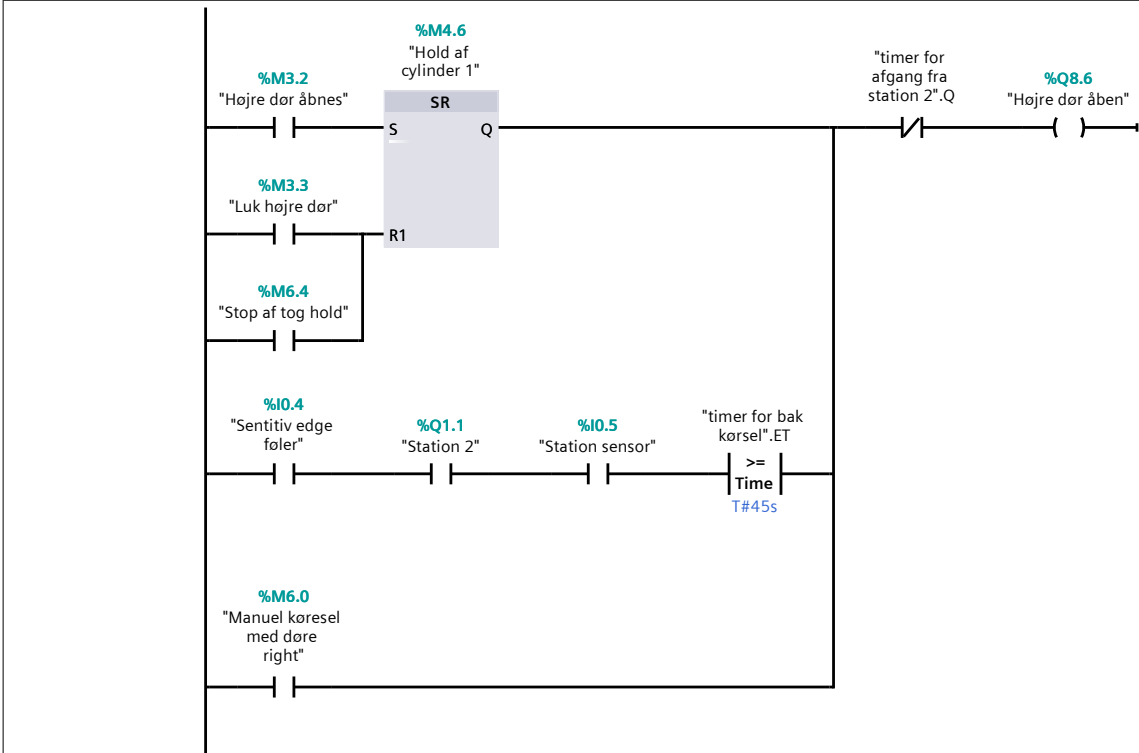 %M4.6
"Hold af
cylinder 1"
"timer for
afgang fra
station 2".Q
%M3.2
"Højre dør åbnes"
%Q8.6
"Højre dør åben"
SR
S
Q
%M3.3
"Luk højre dør"
R1
%M6.4
"Stop af tog hold"
%I0.4
"Sentitiv edge
føler"
%Q1.1
"Station 2"
%I0.5
"Station sensor"
"timer for bak
kørsel".ET
>=
Time
T#45s
%M6.0
"Manuel køresel
med døre
right"